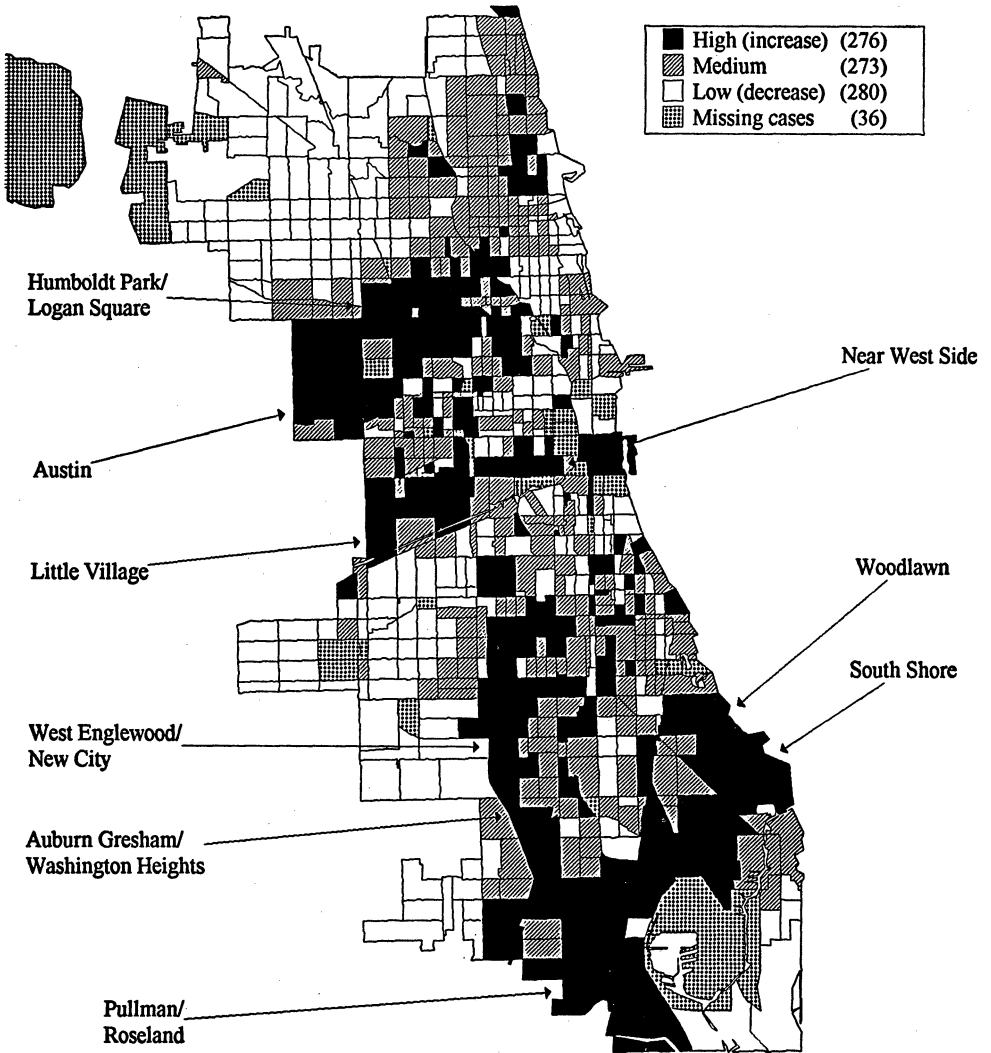 High (increase) (276)
Medium (273)
Low (decrease) (280)
Missing cases (36)
Humboldt Park/
Logan Square
Near West Side
Austin
Little Village
Woodlawn
South Shore
West Englewood/
New City
Auburn Gresham/
Washington Heights
Pullman/
Roseland